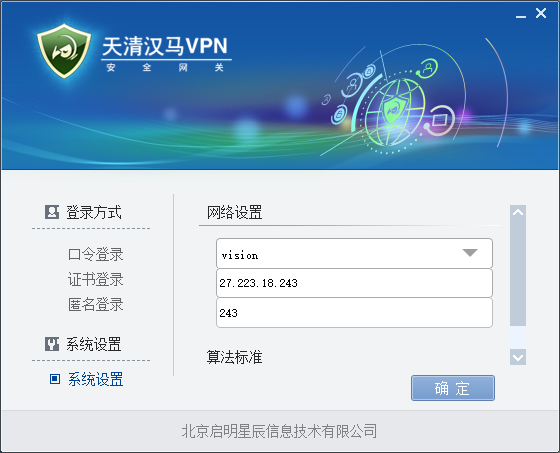 天清汉马VPN
安全网关
登录方式
口令登录
证书登录
匿名登录
系统设置
系统设置
网络设置
vision
27.223.18.243
243
算法标准
确定
北京启明星辰信息技术有限公司